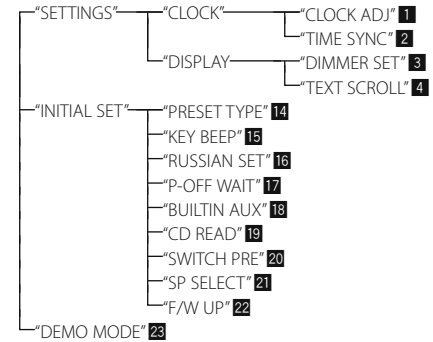 “SETTINGS” “CLOCK” “CLOCK ADJ” 1
“TIME SYNC” 2
“DISPLAY “DIMMER SET” 3
“TEXT SCROLL” 4
“INITIAL SET” “PRESET TYPE” 14
“KEY BEEP” 15
“RUSSIAN SET” 16
“P-OFF WAIT” 17
“BUILTIN AUX” 18
“CD READ” 19
“SWITCH PRE” 20
“SP SELECT” 21
“F/W UP” 22
“DEMO MODE” 23